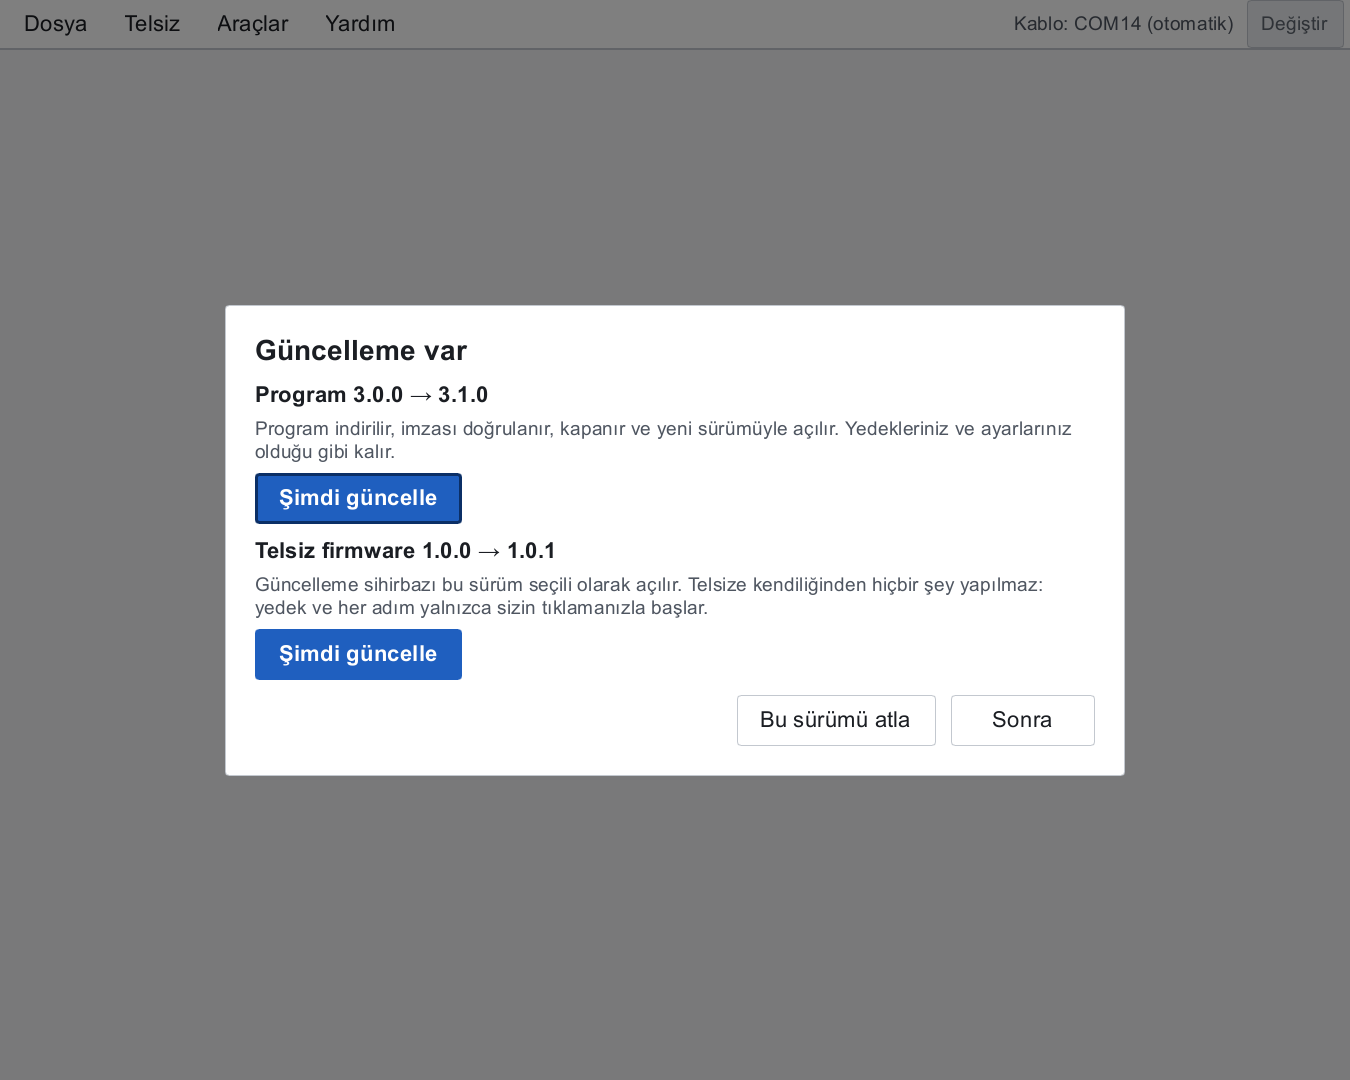 Dosya Telsiz Araçlar Yardım Kablo: COM14 (otomatik) Değiştir
Güncelleme var
Program 3.0.0 → 3.1.0
Program indirilir, imzası doğrulanır, kapanır ve yeni sürümüyle açılır. Yedekleriniz ve ayarlarınız
olduğu gibi kalır.
Şimdi güncelle
Telsiz firmware 1.0.0 → 1.0.1
Güncelleme sihirbazı bu sürüm seçili olarak açılır. Telsize kendiliğinden hiçbir şey yapılmaz:
yedek ve her adım yalnızca sizin tıklamanızla başlar.
Şimdi güncelle
Bu sürümü atla Sonra